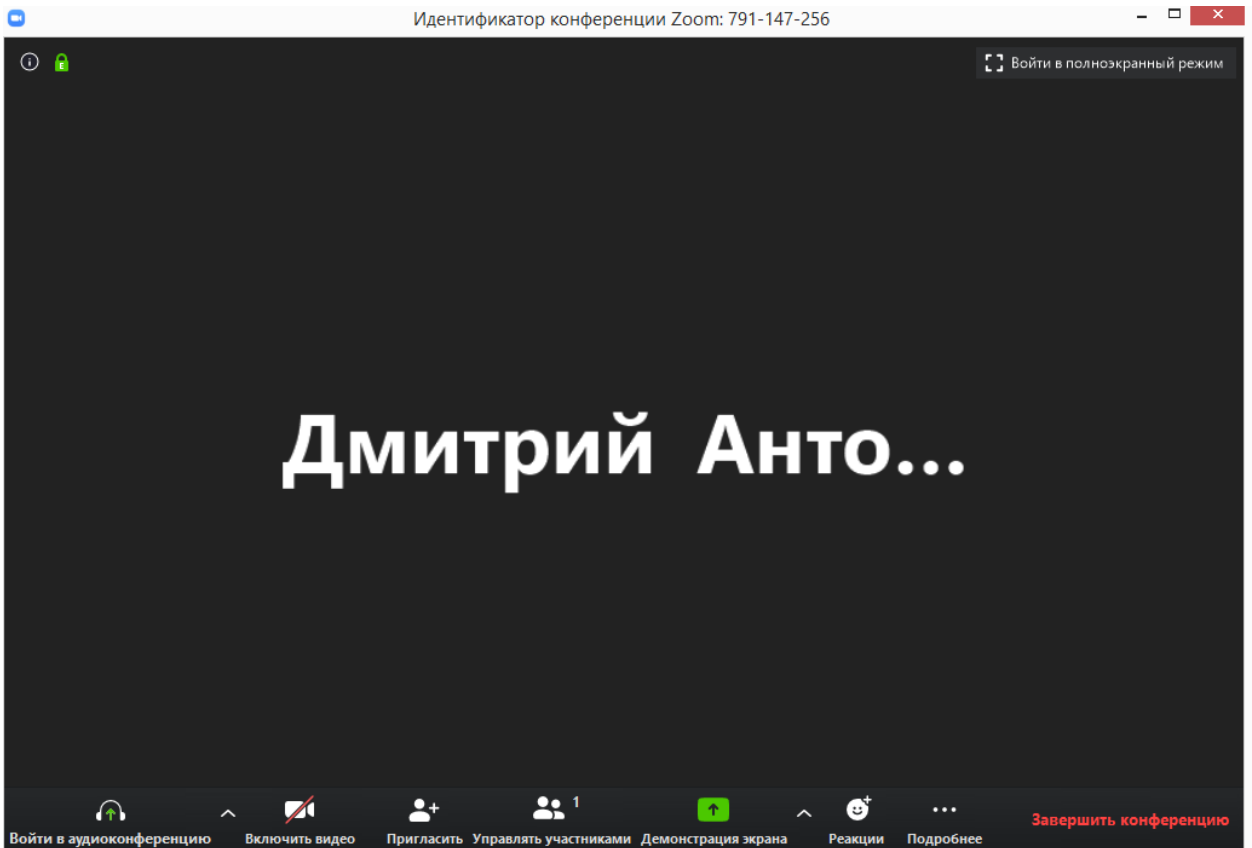 Идентификатор конференции Zoom: 791-147-256
Войти в полноэкранный режим
Дмитрий Анто...
1
Войти в аудиоконференцию Включить видео Пригласить Управлять участниками Демонстрация экрана Реакции Подробнее Завершить конференцию